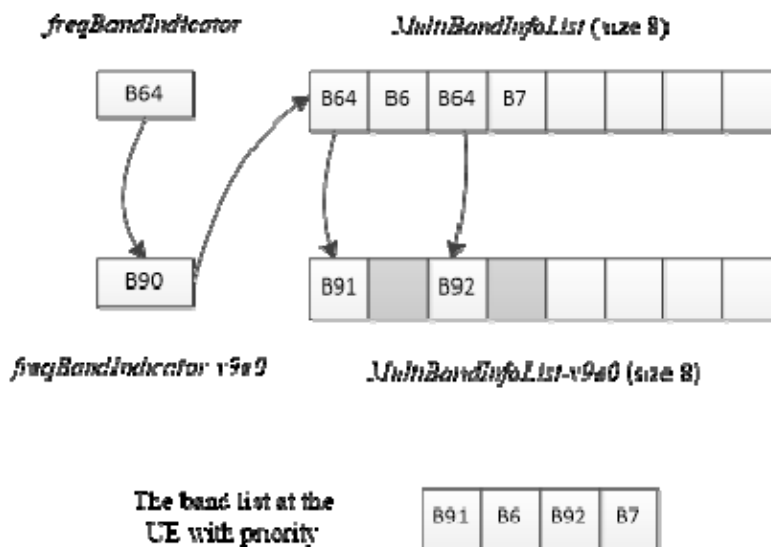 freqBandIndicator MultiBandInfoList (size 8)
B64 B64 B6 B64 B7
B90 B91 B92
freqBandIndicator-v9e0 MultiBandInfoList-v9e0 (size 8)
The band list at the
UE with priority
B91 B6 B92 B7